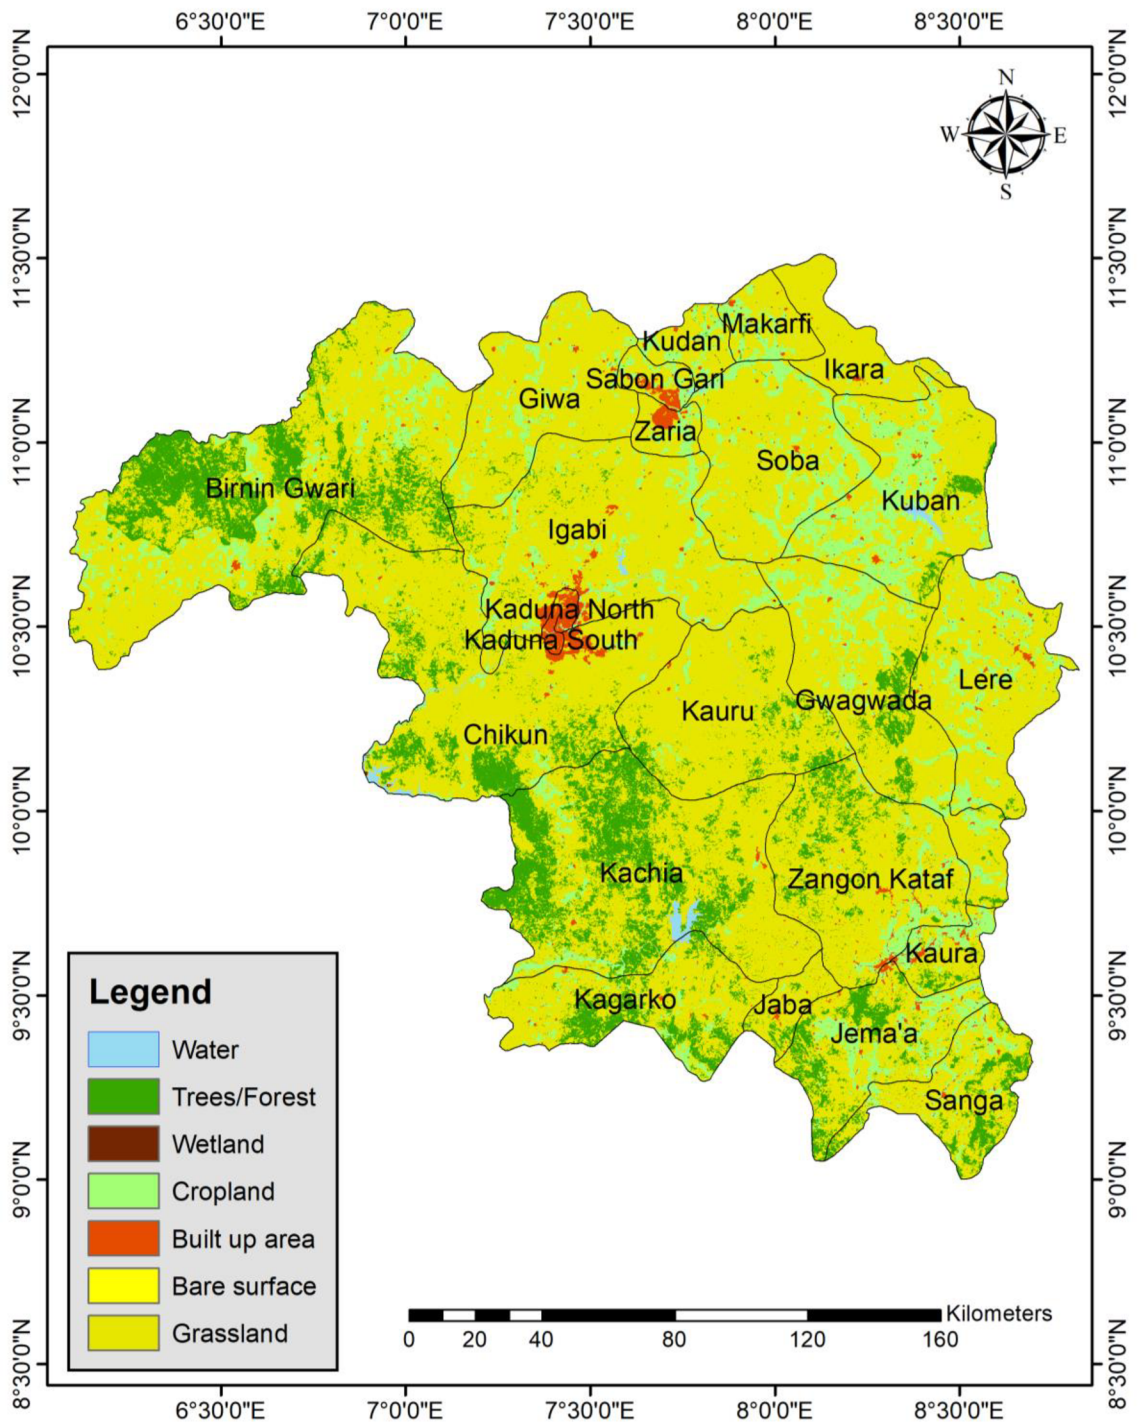 6°30'0"E 7°0'0"E 7°30'0"E 8°0'0"E 8°30'0"E
12°0'0"N 12°0'0"N
N
W E
S
11°30'0"N 11°30'0"N
Makarfi
Kudan
Ikara
Sabon Gari
Giwa
Zaria
11°0'0"N 11°0'0"N
Soba
Birnin Gwari
Kuban
Igabi
Kaduna North
10°30'0"N 10°30'0"N
Kaduna South
Lere
Gwagwada
Kauru
Chikun
10°0'0"N 10°0'0"N
Kachia
Zangon Kataf
Kaura
9°30'0"N 9°30'0"N
Kagarko
Jaba
Jema'a
Sanga
9°0'0"N 9°0'0"N
Legend
Water
Trees/Forest
Wetland
Cropland
Built up area
Bare surface
Grassland
Kilometers
0 20 40 80 120 160
8°30'0"N 8°30'0"N
6°30'0"E 7°0'0"E 7°30'0"E 8°0'0"E 8°30'0"E